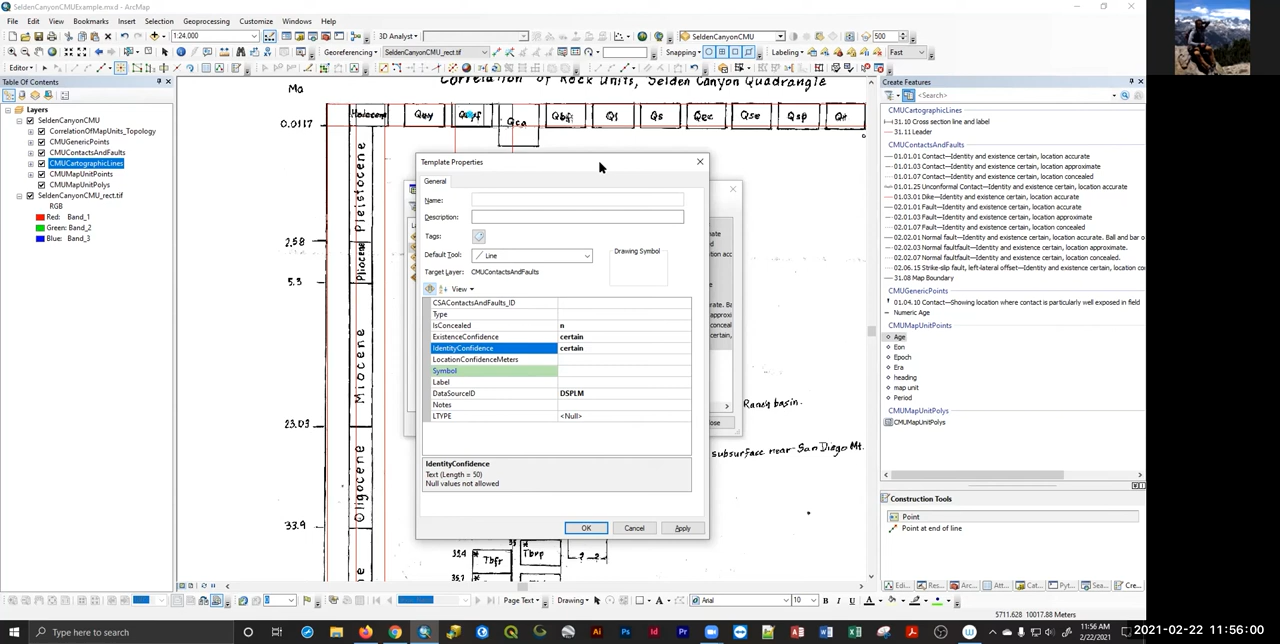 SeldenCanyonCMUExample.mxd - ArcMap
File Edit View Bookmarks Insert Selection Geoprocessing Customize Windows Help
1:24,000
3D Analyst
SeldenCanyonCMU
500
Georeferencing SeldenCanyonCMU_rect.tif
Snapping
Labeling
Fast
Editor
Table Of Contents
Layers
SeldenCanyonCMU
CorrelationOfMapUnits_Topology
CMUGenericPoints
CMUContactsAndFaults
CMUCartographicLines
CMUMapUnitPoints
CMUMapUnitPolys
SeldenCanyonCMU_rect.tif
RGB
Red: Band_1
Green: Band_2
Blue: Band_3
Correlation of Rock Units, Selden Canyon Quadrangle
Ma
Holocene
Qca
Qs
Qse
Qsp
0.0117
Pleistocene
2.58
Pliocene
5.3
Miocene
23.03
Oligocene
33.9
basin.
subsurface near San Diego Mt.
Tbfr
Tbrp
Template Properties
General
Name:
Description:
Tags:
Default Tool: Line
Drawing Symbol
Target Layer: CMUContactsAndFaults
View
CSAContactsAndFaults_ID
Type
IsConcealed n
ExistenceConfidence certain
IdentityConfidence certain
LocationConfidenceMeters
Symbol
Label
DataSourceID DSPLM
Notes
LTYPE <Null>
IdentityConfidence
Text (Length = 50)
Null values not allowed
OK Cancel Apply
Create Features
<Search>
CMUCartographicLines
31.10 Cross section line and label
31.11 Leader
CMUContactsAndFaults
01.01.01 Contact—Identity and existence certain, location accurate
01.01.03 Contact—Identity and existence certain, location approximate
01.01.07 Contact—Identity and existence certain, location concealed
01.01.25 Unconformal Contact—Identity and existence certain, location accurate
01.03.01 Dike—Identity and existence certain, location accurate
02.01.01 Fault—Identity and existence certain, location accurate
02.01.03 Fault—Identity and existence certain, location approximate
02.01.07 Fault—Identity and existence certain, location concealed
02.02.01 Normal fault—Identity and existence certain, location accurate. Ball and bar o
02.02.03 Normal faultfault—Identity and existence certain, location approximate.
02.02.07 Normal faultfault—Identity and existence certain, location concealed.
02.06.15 Strike-slip fault, left-lateral offset—Identity and existence certain, location
31.08 Map Boundary
CMUGenericPoints
01.04.10 Contact—Showing location where contact is particularly well exposed in field
Numeric Age
CMUMapUnitPoints
Age
Eon
Epoch
Era
heading
map unit
Period
CMUMapUnitPolys
CMUMapUnitPolys
Construction Tools
Point
Point at end of line
Page Text
Drawing
Arial
10
B I U A
5711.628 10017.88 Meters
Type here to search
11:56 AM
2/22/2021
2021-02-22 11:56:00